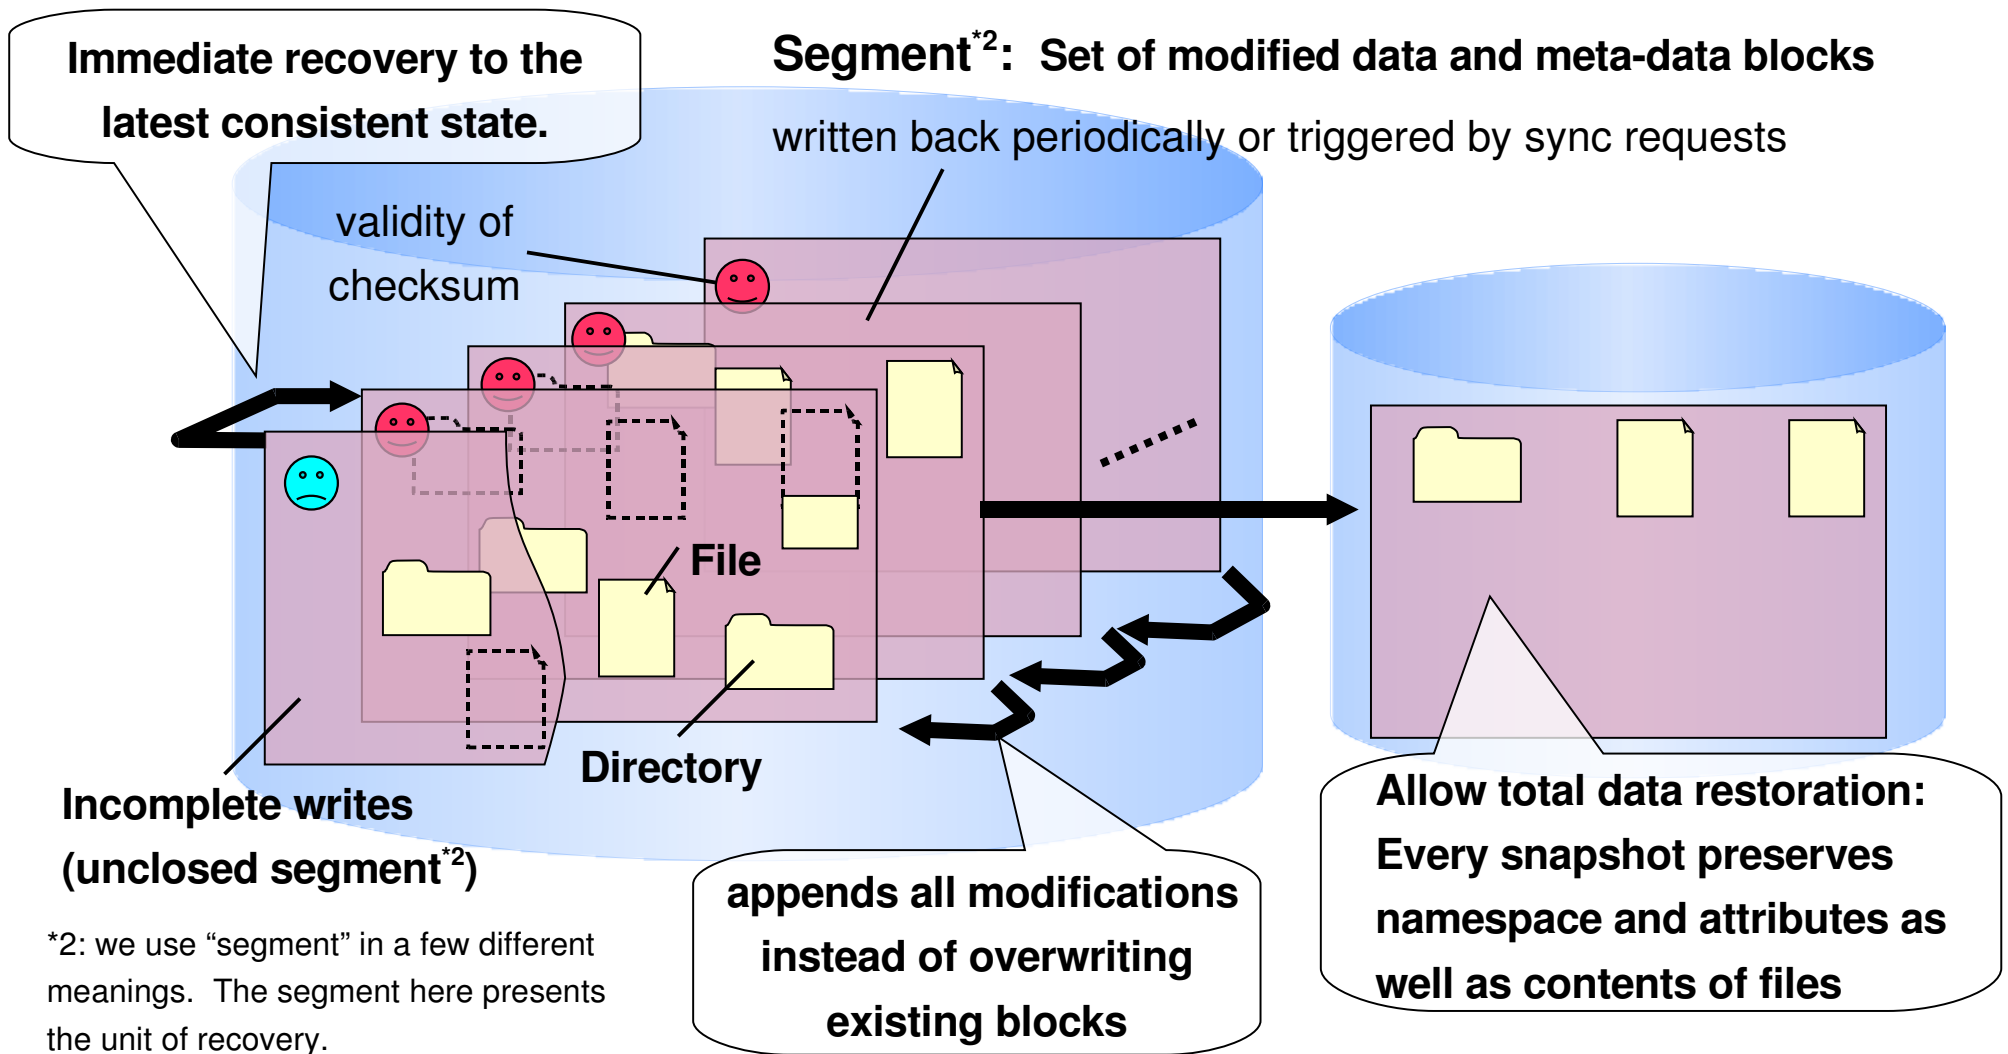 Immediate recovery to the
latest consistent state.
Segment*2: Set of modified data and meta-data blocks
written back periodically or triggered by sync requests
validity of
checksum
File
Directory
Incomplete writes
(unclosed segment*2)
*2: we use “segment” in a few different
meanings. The segment here presents
the unit of recovery.
appends all modifications
instead of overwriting
existing blocks
Allow total data restoration:
Every snapshot preserves
namespace and attributes as
well as contents of files